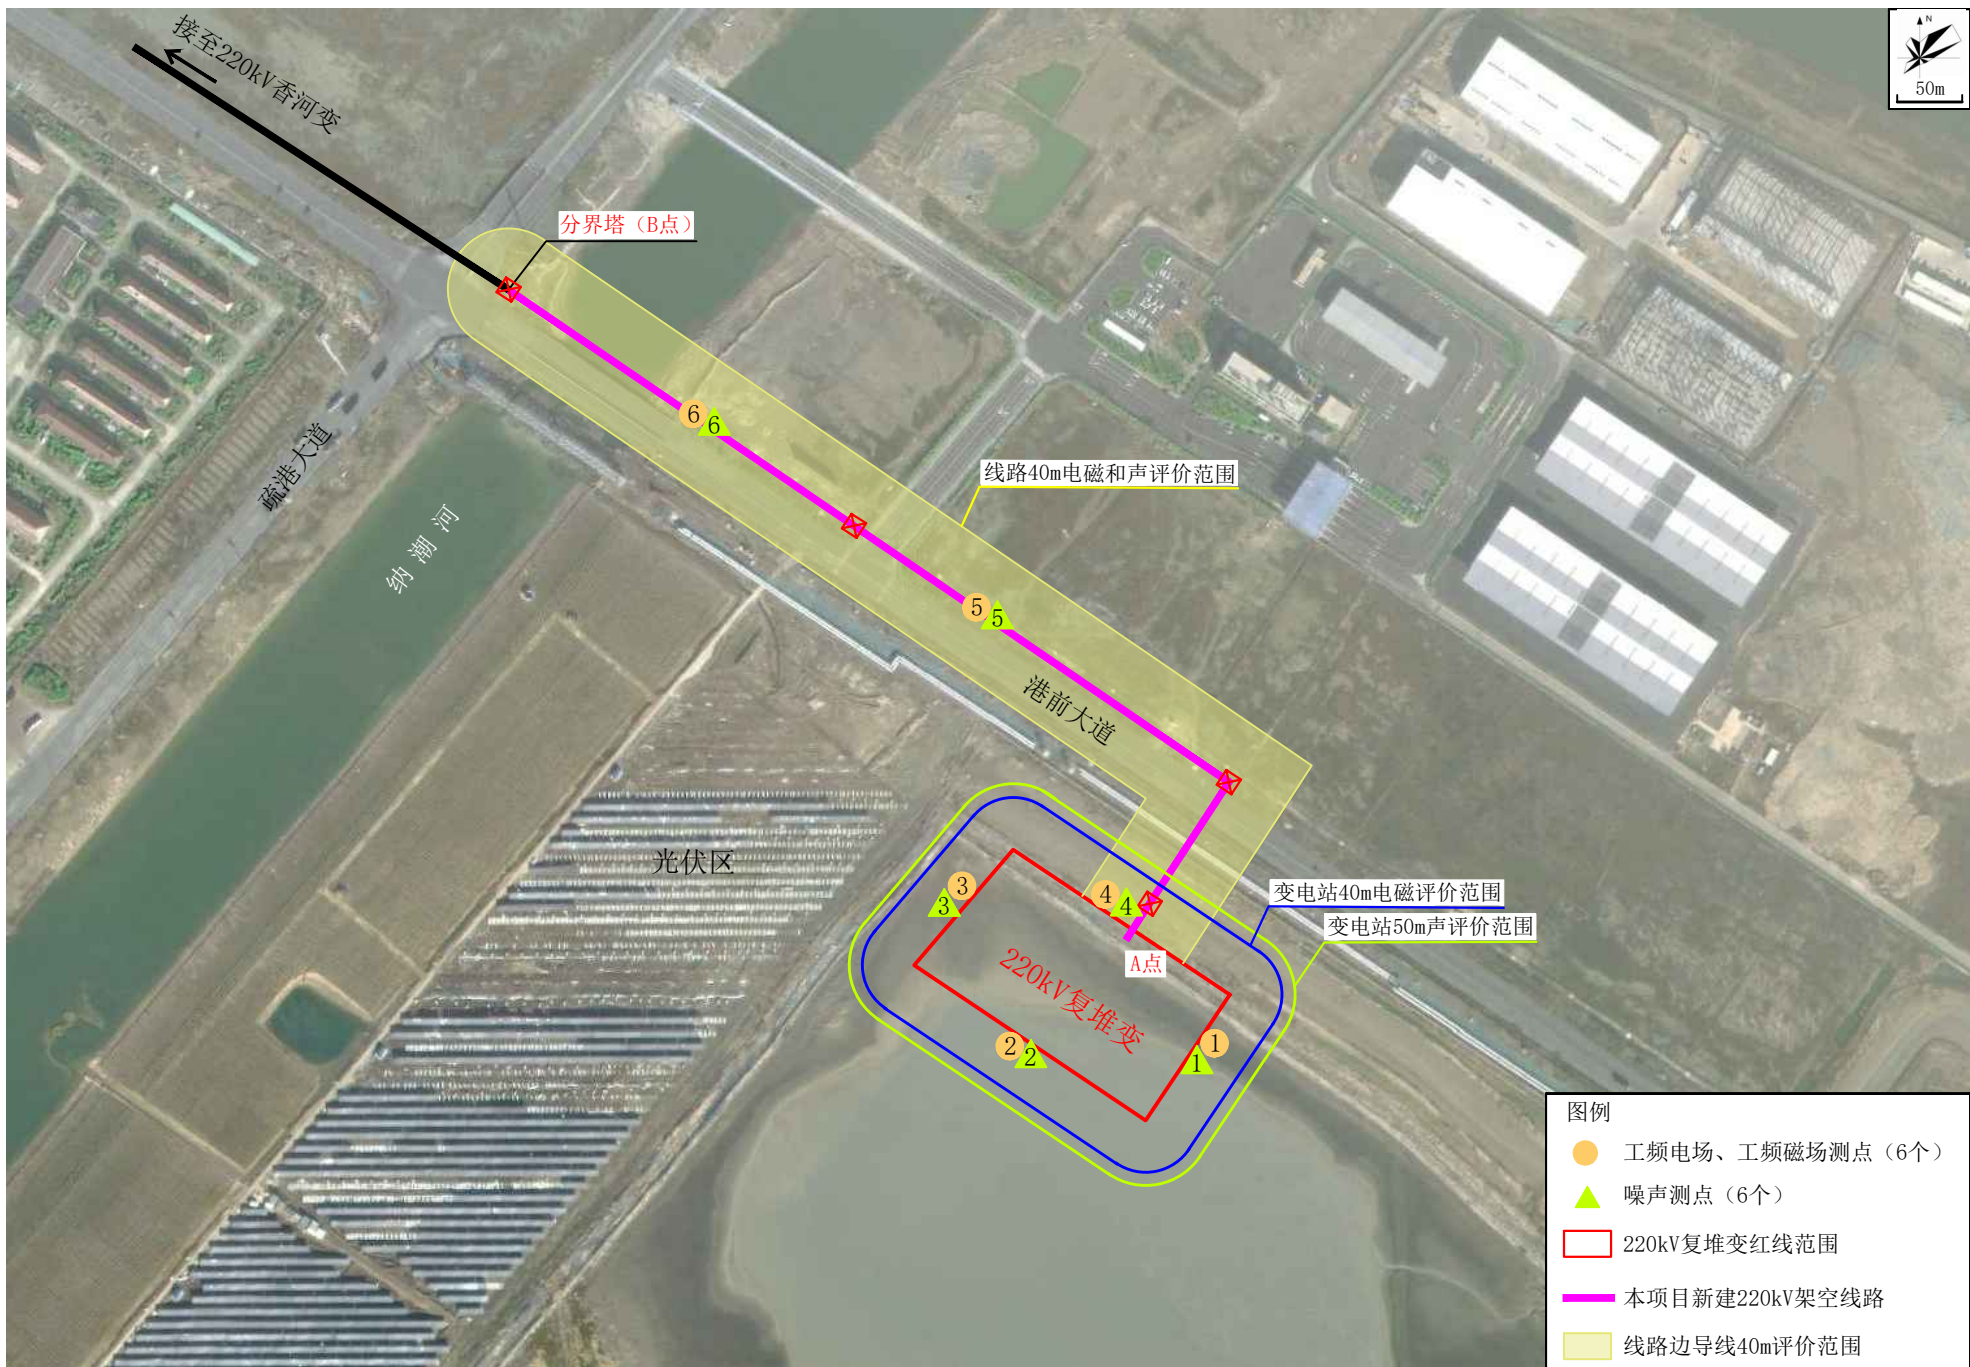 接至220kV香河变
N
50m
分界塔（B点）
6
6
线路40m电磁和声评价范围
疏港大道
纳潮河
5
5
港前大道
光伏区
3
3
4
4
变电站40m电磁评价范围
变电站50m声评价范围
A点
220kV复堆变
2
2
1
1
图例
工频电场、工频磁场测点（6个）
噪声测点（6个）
220kV复堆变红线范围
本项目新建220kV架空线路
线路边导线40m评价范围